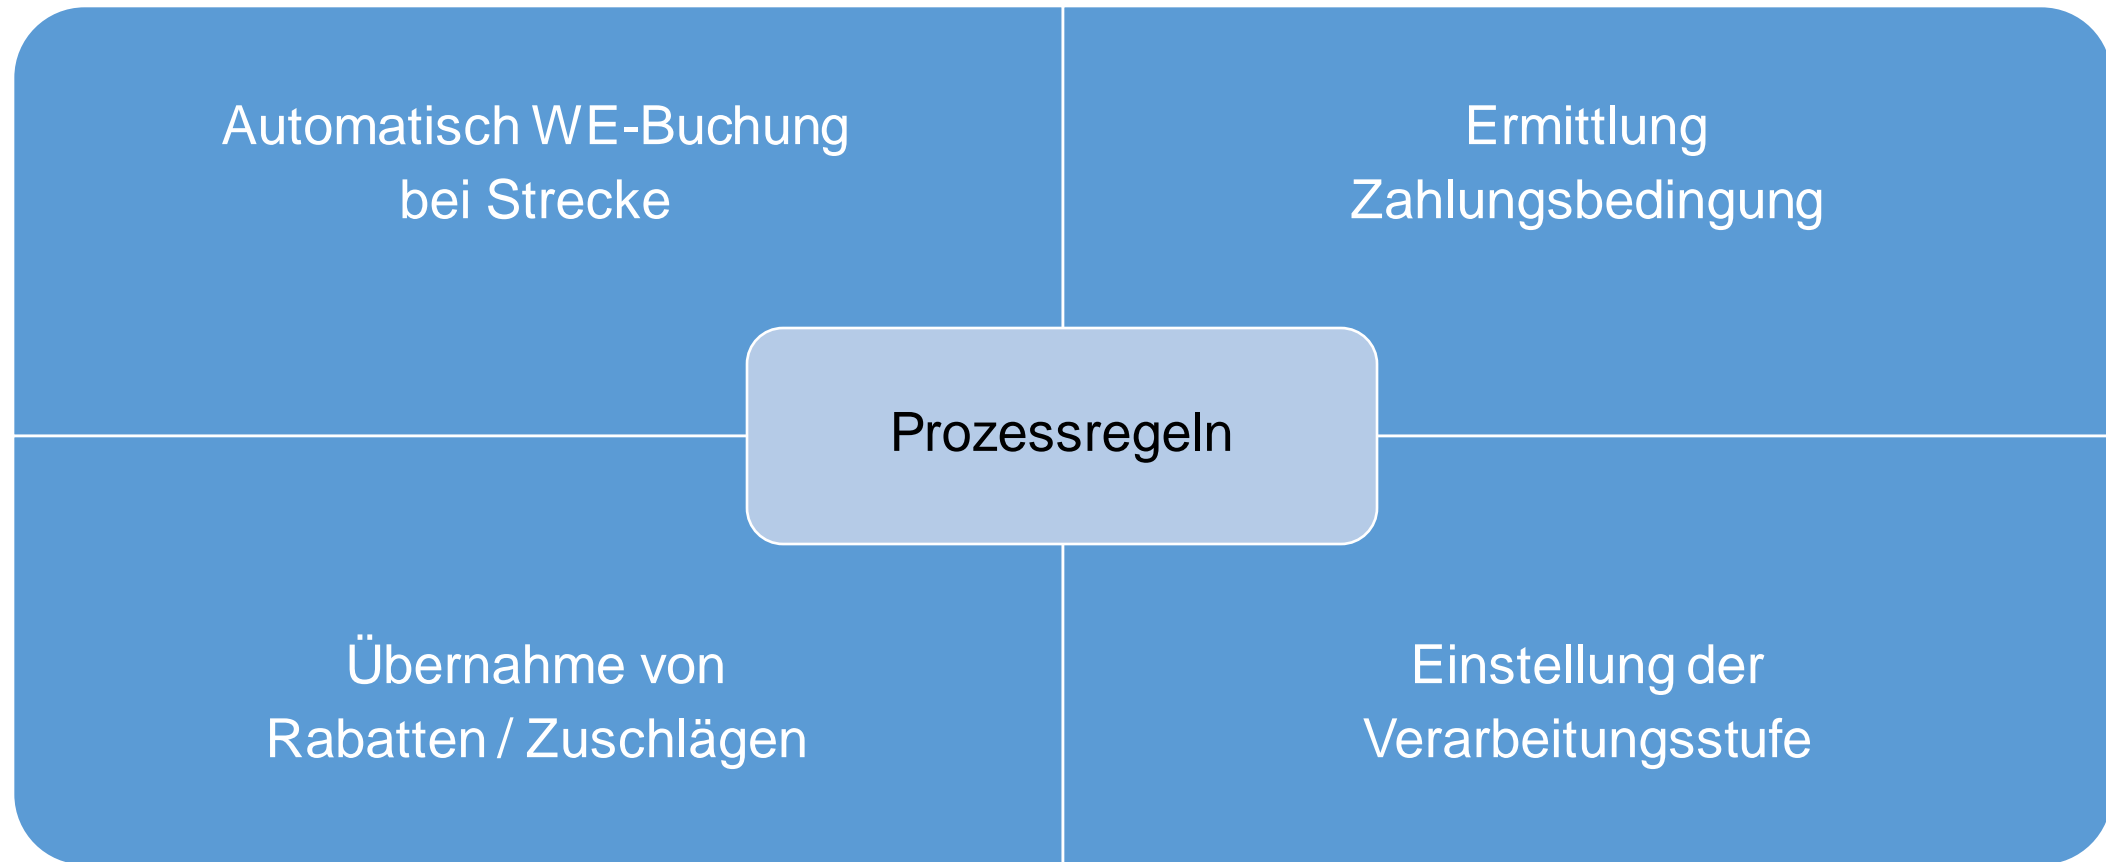 Automatisch WE-Buchung
bei Strecke
Ermittlung
Zahlungsbedingung
Prozessregeln
Übernahme von
Rabatten / Zuschlägen
Einstellung der
Verarbeitungsstufe